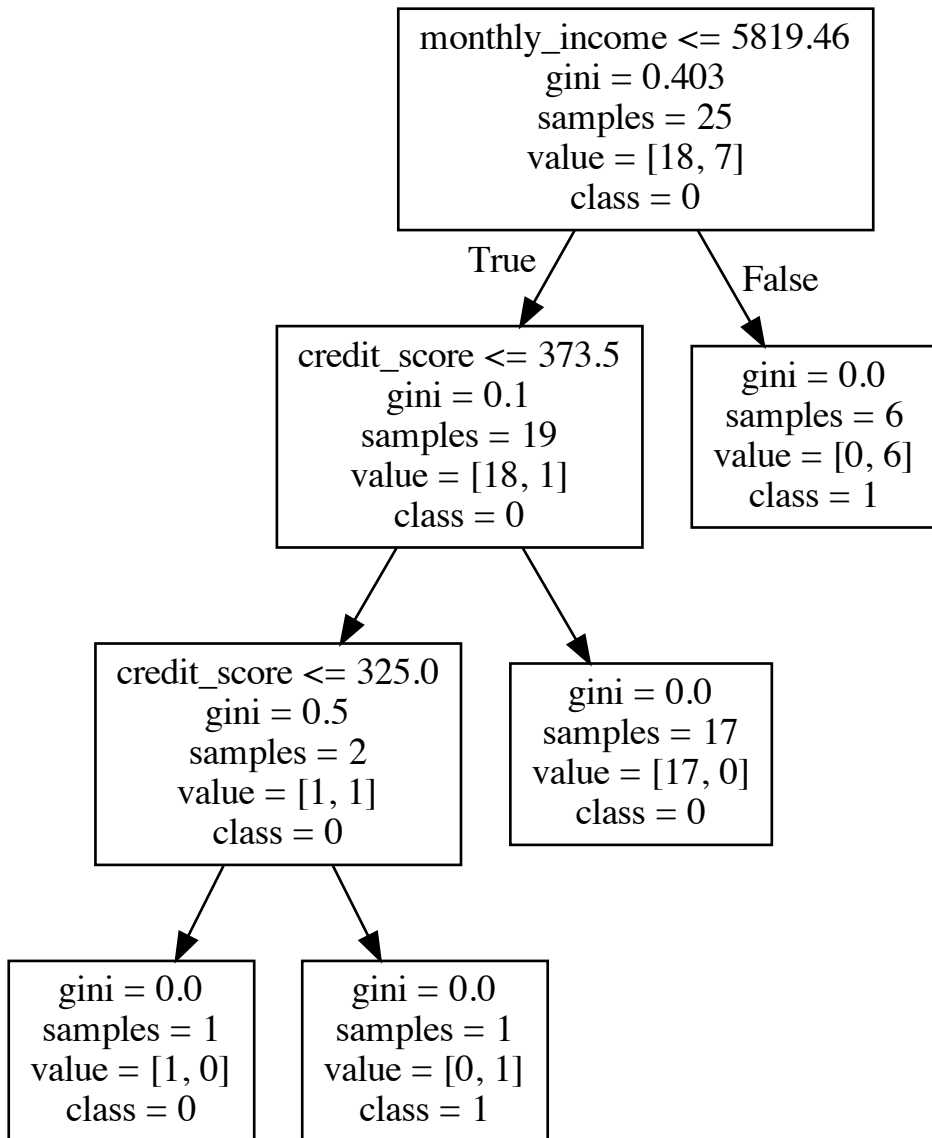 monthly_income <= 5819.46
gini = 0.403
samples = 25
value = [18, 7]
class = 0
True
False
credit_score <= 373.5
gini = 0.1
samples = 19
value = [18, 1]
class = 0
gini = 0.0
samples = 6
value = [0, 6]
class = 1
credit_score <= 325.0
gini = 0.5
samples = 2
value = [1, 1]
class = 0
gini = 0.0
samples = 17
value = [17, 0]
class = 0
gini = 0.0
samples = 1
value = [1, 0]
class = 0
gini = 0.0
samples = 1
value = [0, 1]
class = 1